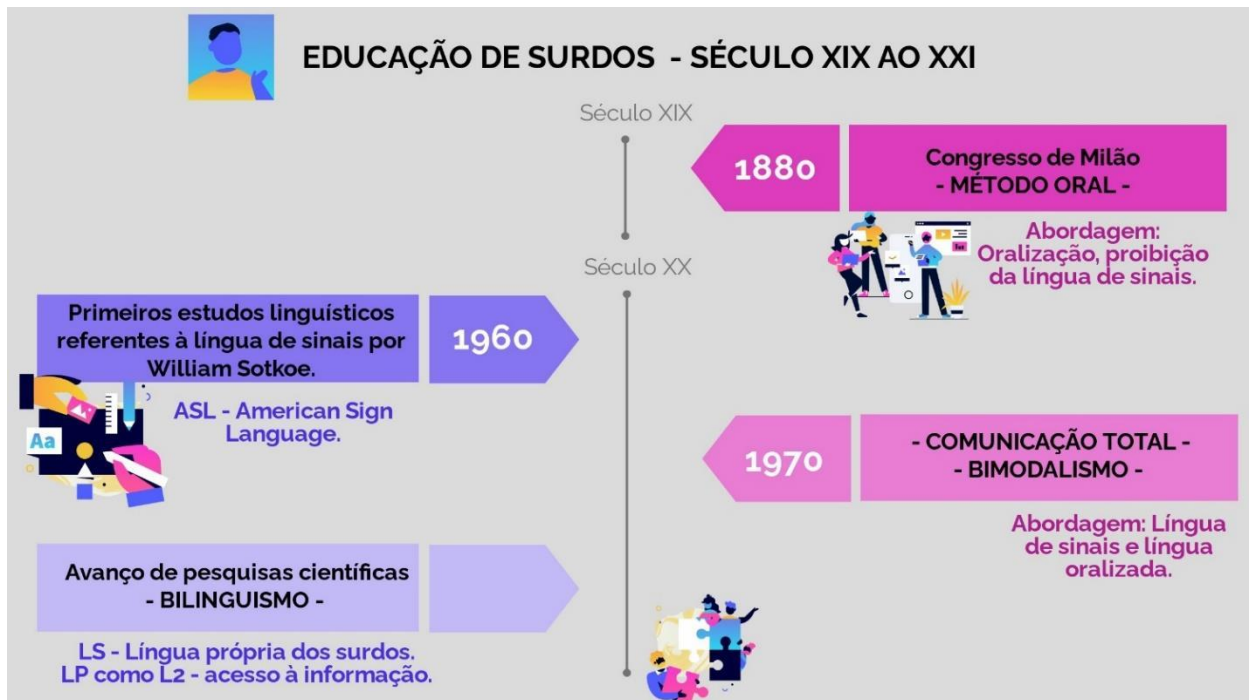 EDUCAÇÃO DE SURDOS - SÉCULO XIX AO XXI
Século XIX
1880
Congresso de Milão
- MÉTODO ORAL -
Abordagem:
Oralização, proibição
da língua de sinais.
Século XX
Primeiros estudos linguísticos
referentes à língua de sinais por
William Sotkoe.
1960
ASL - American Sign
Language.
Aa
1970
- COMUNICAÇÃO TOTAL -
- BIMODALISMO -
Abordagem: Língua
de sinais e língua
oralizada.
Avanço de pesquisas científicas
- BILINGUISMO -
LS - Língua própria dos surdos.
LP como L2 - acesso à informação.